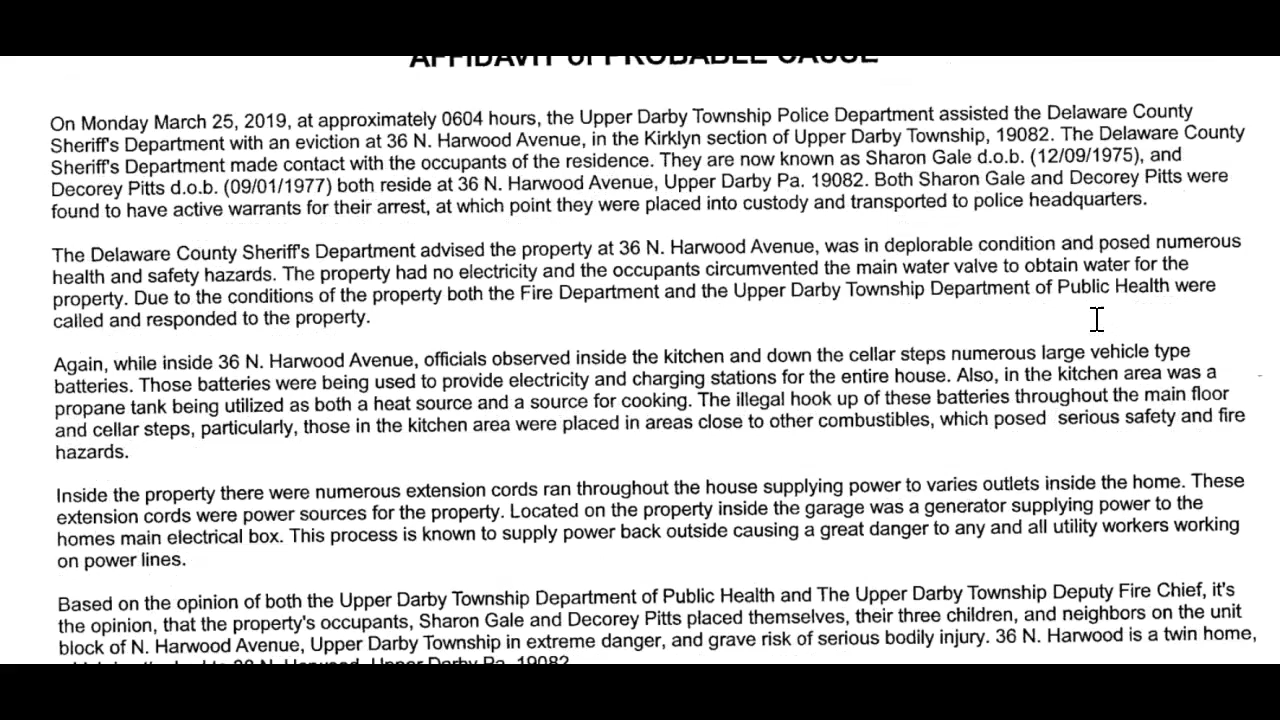 AFFIDAVIT of PROBABLE CAUSE
On Monday March 25, 2019, at approximately 0604 hours, the Upper Darby Township Police Department assisted the Delaware County
Sheriff's Department with an eviction at 36 N. Harwood Avenue, in the Kirklyn section of Upper Darby Township, 19082. The Delaware County
Sheriff's Department made contact with the occupants of the residence. They are now known as Sharon Gale d.o.b. (12/09/1975), and
Decorey Pitts d.o.b. (09/01/1977) both reside at 36 N. Harwood Avenue, Upper Darby Pa. 19082. Both Sharon Gale and Decorey Pitts were
found to have active warrants for their arrest, at which point they were placed into custody and transported to police headquarters.
The Delaware County Sheriff's Department advised the property at 36 N. Harwood Avenue, was in deplorable condition and posed numerous
health and safety hazards. The property had no electricity and the occupants circumvented the main water valve to obtain water for the
property. Due to the conditions of the property both the Fire Department and the Upper Darby Township Department of Public Health were
called and responded to the property.
Again, while inside 36 N. Harwood Avenue, officials observed inside the kitchen and down the cellar steps numerous large vehicle type
batteries. Those batteries were being used to provide electricity and charging stations for the entire house. Also, in the kitchen area was a
propane tank being utilized as both a heat source and a source for cooking. The illegal hook up of these batteries throughout the main floor
and cellar steps, particularly, those in the kitchen area were placed in areas close to other combustibles, which posed serious safety and fire
hazards.
Inside the property there were numerous extension cords ran throughout the house supplying power to varies outlets inside the home. These
extension cords were power sources for the property. Located on the property inside the garage was a generator supplying power to the
homes main electrical box. This process is known to supply power back outside causing a great danger to any and all utility workers working
on power lines.
Based on the opinion of both the Upper Darby Township Department of Public Health and The Upper Darby Township Deputy Fire Chief, it's
the opinion, that the property's occupants, Sharon Gale and Decorey Pitts placed themselves, their three children, and neighbors on the unit
block of N. Harwood Avenue, Upper Darby Township in extreme danger, and grave risk of serious bodily injury. 36 N. Harwood is a twin home,
Harwood, Upper Darby Pa. 19082